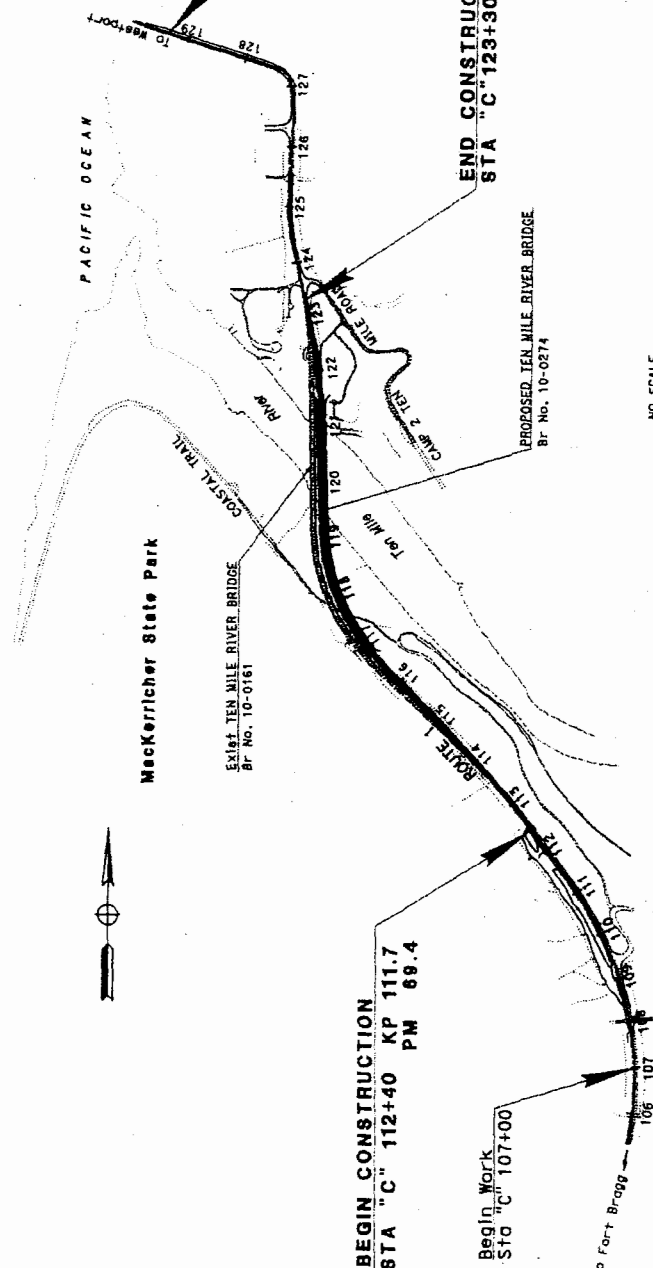 To Westport
129
128
127
126
125
124
123
122
121
120
119
118
117
116
115
114
113
112
111
110
109
108
107
106
PACIFIC OCEAN
END CONSTRUC
STA "C" 123+30
MILE ROAD
CAMP 2 TEN
River
Ten Mile
COASTAL TRAIL
PROPOSED TEN MILE RIVER BRIDGE
Br No. 10-0274
NO SCALE
MacKerricher State Park
Exist TEN MILE RIVER BRIDGE
Br No. 10-0161
ROUTE 1
BEGIN CONSTRUCTION
STA "C" 112+40 KP 111.7
PM 69.4
Begin Work
Sta "C" 107+00
o Fort Bragg